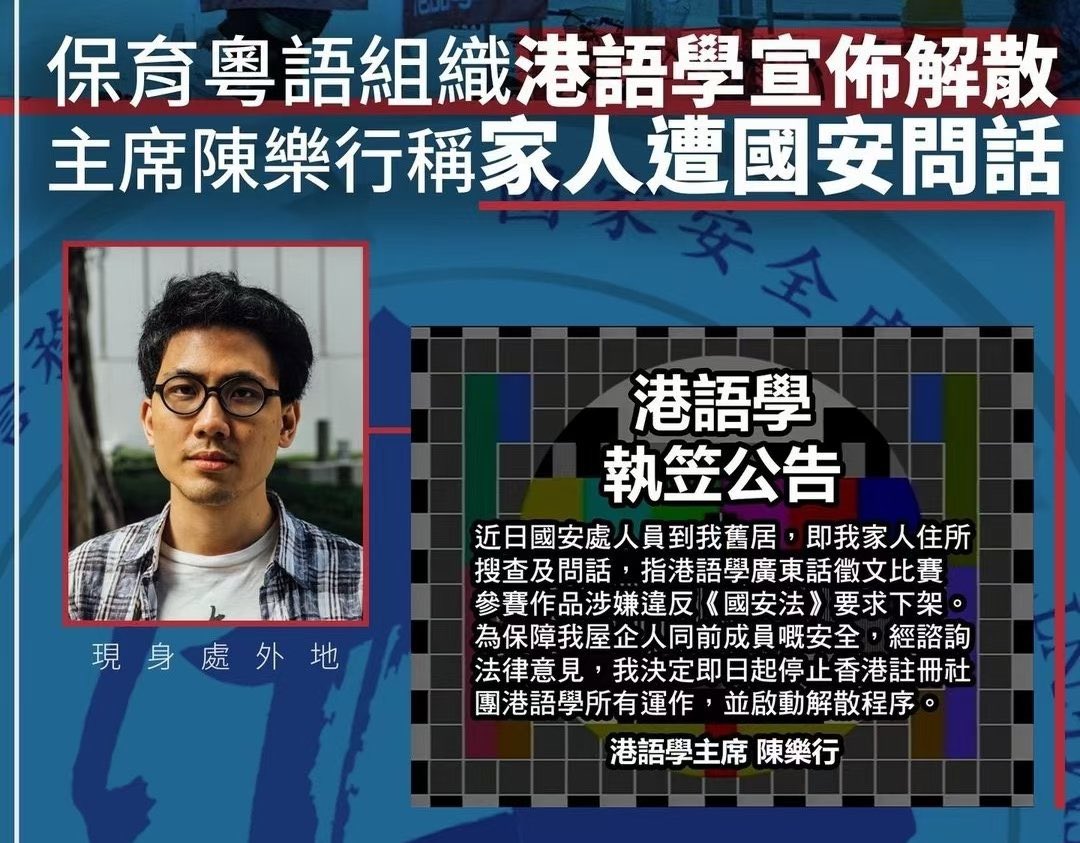 保育粵語組織港語學宣佈解散
主席陳樂行稱家人遭國安問話
國家安全處
港語學
執笠公告
近日國安處人員到我舊居，即我家人住所
搜查及問話，指港語學廣東話徵文比賽
參賽作品涉嫌違反《國安法》要求下架。
為保障我屋企人同前成員嘅安全，經諮詢
法律意見，我決定即日起停止香港註冊社
團港語學所有運作，並啟動解散程序。
港語學主席 陳樂行
現身處外地